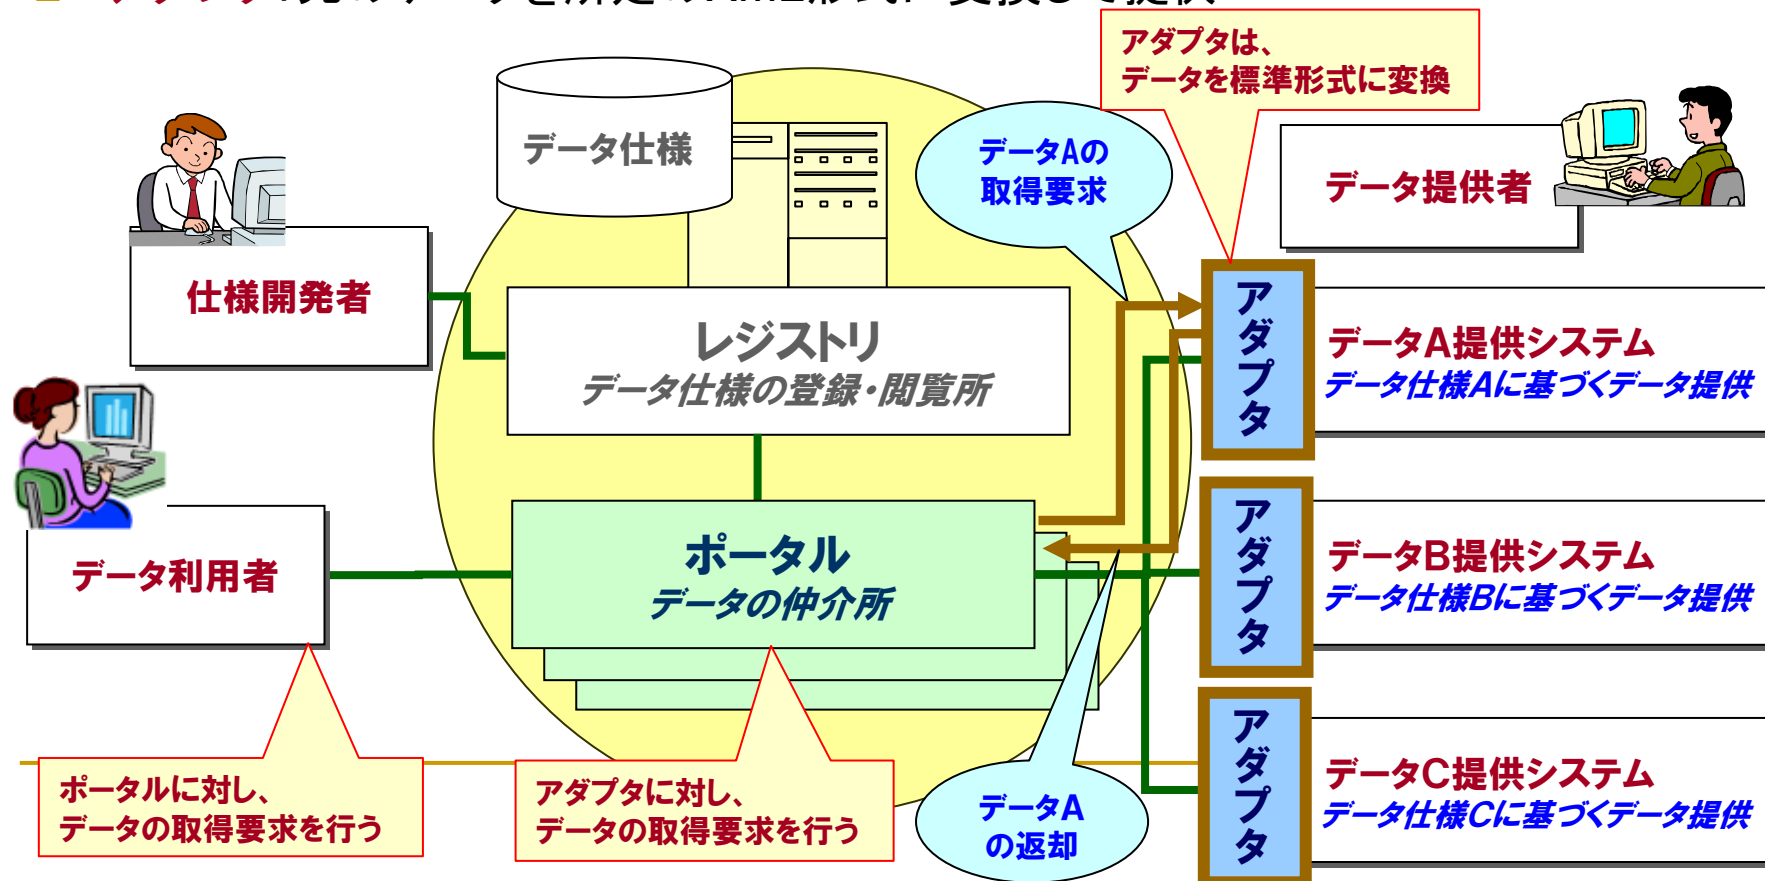 アダプタは、
データを標準形式に変換
データ仕様
データAの
取得要求
データ提供者
仕様開発者
レジストリ
データ仕様の登録・閲覧所
アダプタ
データA提供システム
データ仕様Aに基づくデータ提供
データ利用者
ポータル
データの仲介所
アダプタ
データB提供システム
データ仕様Bに基づくデータ提供
ポータルに対し、
データの取得要求を行う
アダプタに対し、
データの取得要求を行う
データA
の返却
アダプタ
データC提供システム
データ仕様Cに基づくデータ提供